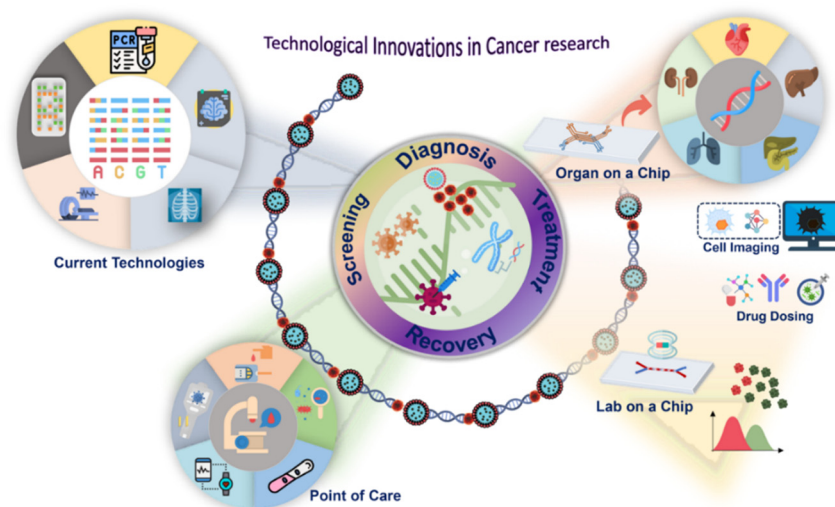 Technological Innovations in Cancer research
PCR
A C G T
Current Technologies
Screening
Diagnosis
Treatment
Recovery
Organ on a Chip
Cell Imaging
Drug Dosing
Lab on a Chip
Point of Care